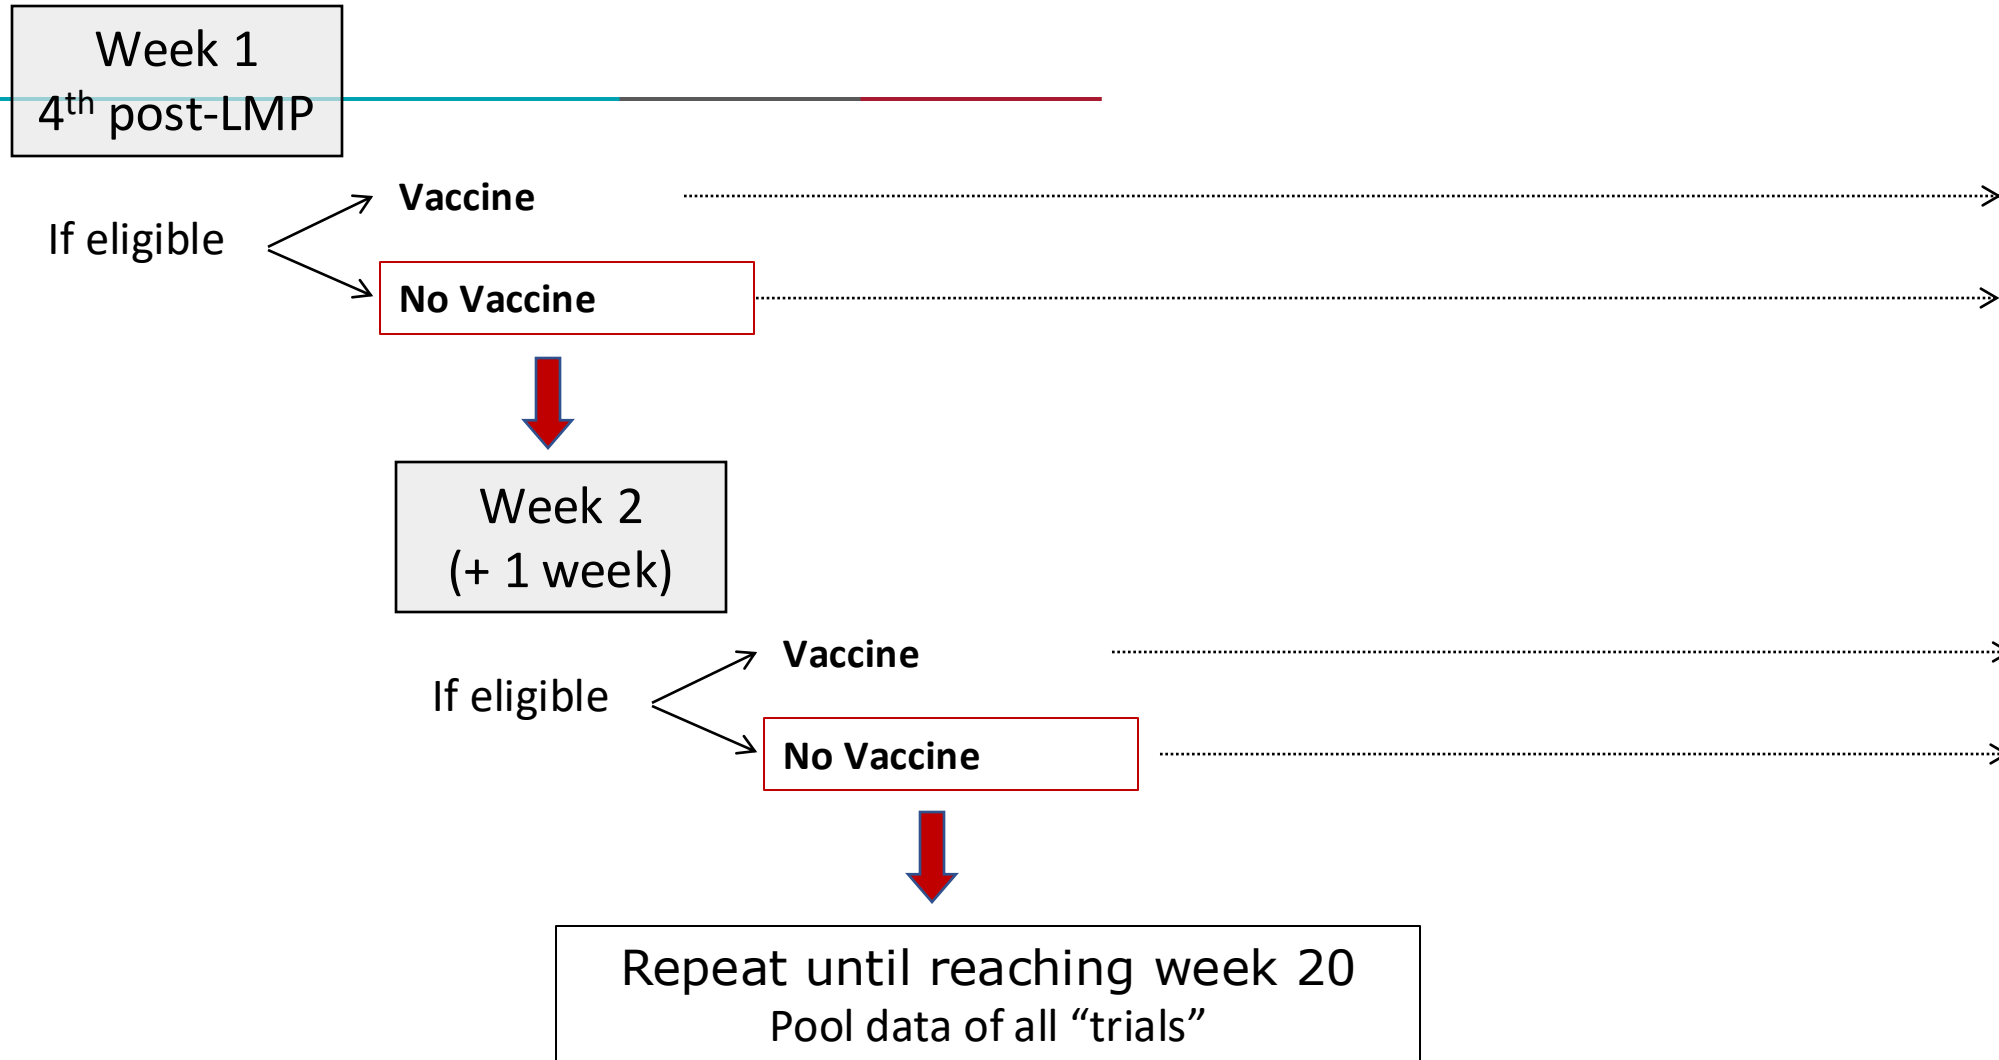 Week 1
4th post-LMP
Vaccine
If eligible
No Vaccine
Week 2
(+ 1 week)
Vaccine
If eligible
No Vaccine
Repeat until reaching week 20
Pool data of all “trials”